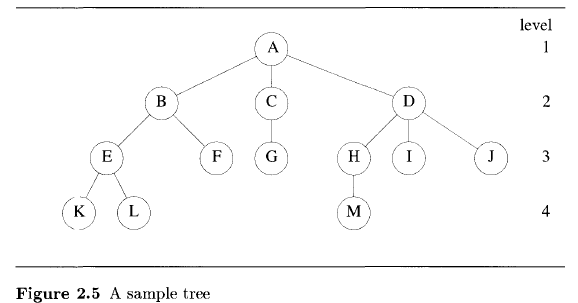 level
A 1
B C D 2
E F G H I J 3
K L M 4
Figure 2.5 A sample tree